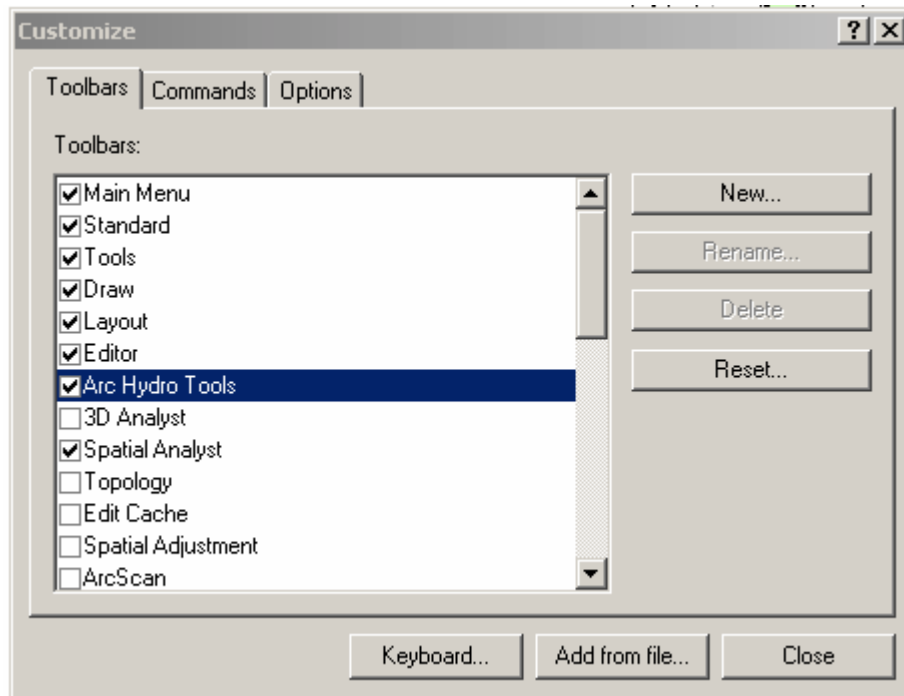 Customize
Toolbars Commands Options
Toolbars:
Main Menu
Standard
Tools
Draw
Layout
Editor
Arc Hydro Tools
3D Analyst
Spatial Analyst
Topology
Edit Cache
Spatial Adjustment
ArcScan
New...
Rename...
Delete
Reset...
Keyboard... Add from file... Close